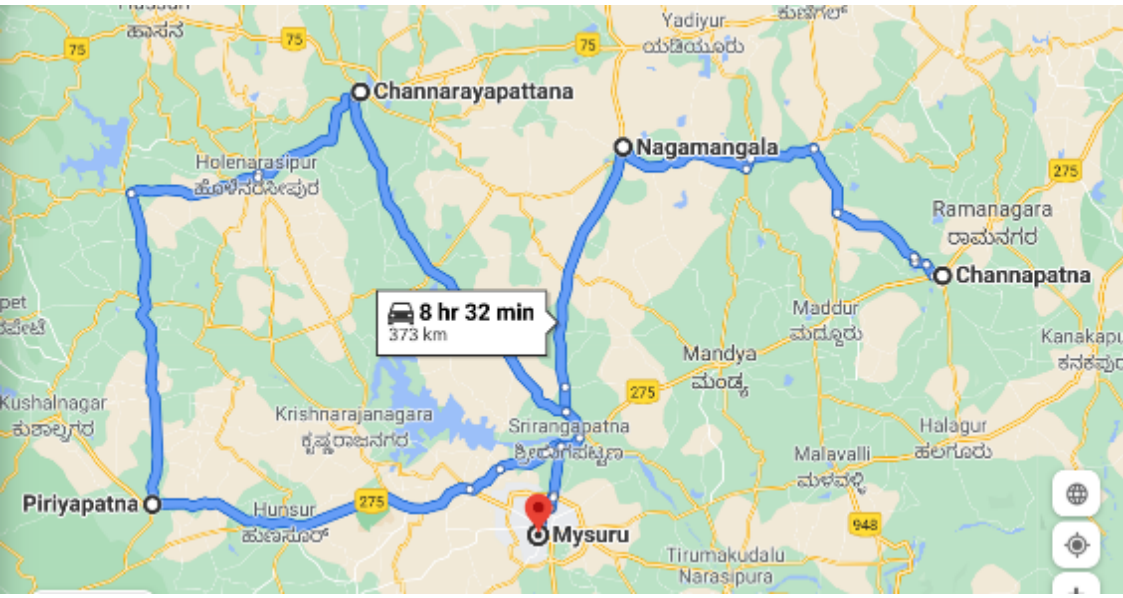 ಹಾಸನ
75
75
75
Yadiyur
ಯಡಿಯೂರು
Channarayapattana
Nagamangala
Holenarasipur
ಹೊಳೆನರಸೀಪುರ
275
Ramanagara
ರಾಮನಗರ
Channapatna
8 hr 32 min
373 km
Maddur
ಮದ್ದೂರು
Mandya
ಮಂಡ್ಯ
275
Kushalnagar
ಕುಶಾಲ್ನಗರ
Krishnarajanagara
ಕೃಷ್ಣರಾಜನಗರ
Srirangapatna
ಶ್ರೀರಂಗಪಟ್ಟಣ
Halagur
ಹಲಗೂರು
Malavalli
ಮಳವಳ್ಳಿ
Piriyapatna
Hunsur
ಹುಣಸೂರ್
275
Mysuru
948
Tirumakudalu
Narasipura